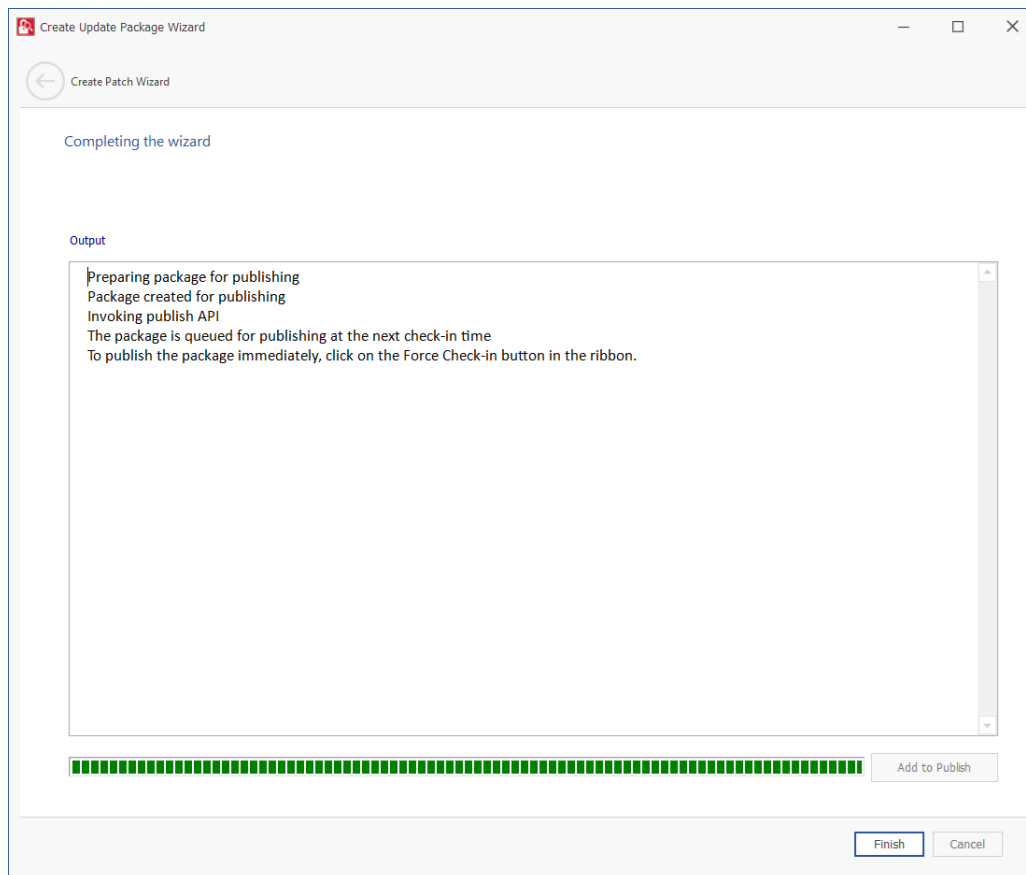 Create Update Package Wizard
Create Patch Wizard
Completing the wizard
Output
Preparing package for publishing
Package created for publishing
Invoking publish API
The package is queued for publishing at the next check-in time
To publish the package immediately, click on the Force Check-in button in the ribbon.
Add to Publish
Finish
Cancel